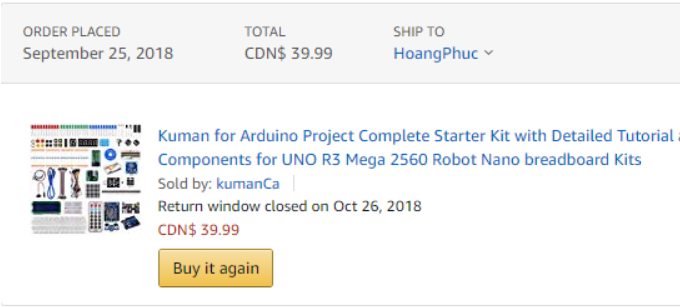 ORDER PLACED TOTAL SHIP TO
September 25, 2018 CDN$ 39.99 HoangPhuc
Kuman for Arduino Project Complete Starter Kit with Detailed Tutorial
Components for UNO R3 Mega 2560 Robot Nano breadboard Kits
Sold by: kumanCa
Return window closed on Oct 26, 2018
CDN$ 39.99
Buy it again